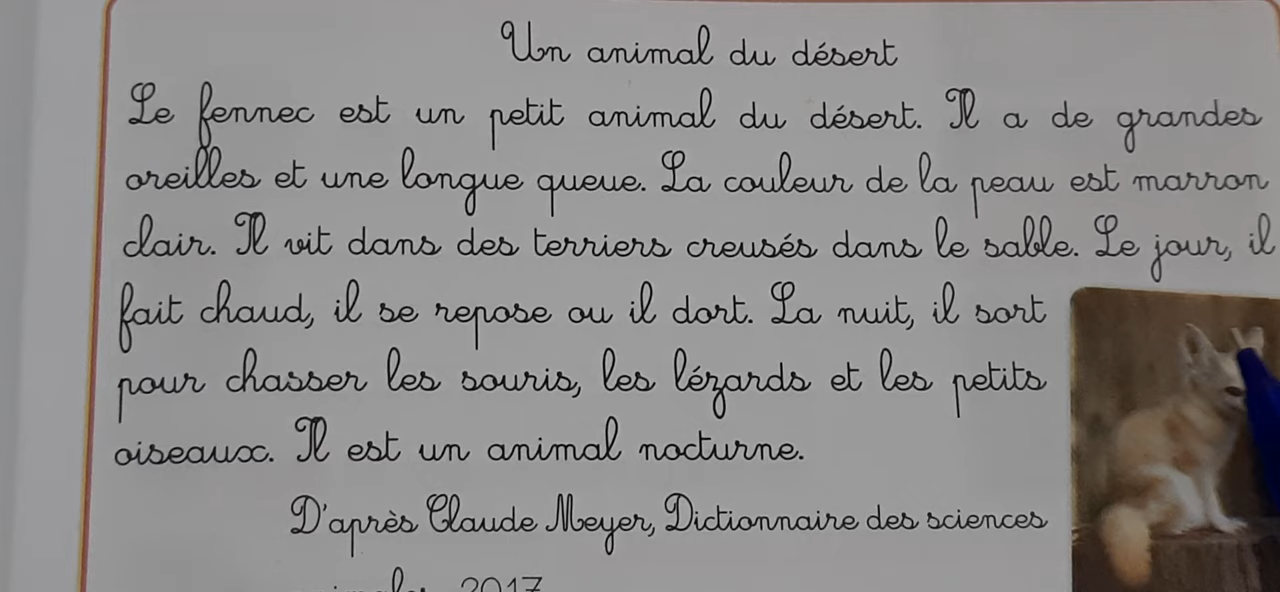 Un animal du désert
Le fennec est un petit animal du désert. Il a de grandes
oreilles et une longue queue. La couleur de la peau est marron
clair. Il vit dans des terriers creusés dans le sable. Le jour, il
fait chaud, il se repose ou il dort. La nuit, il sort
pour chasser les souris, les lézards et les petits
oiseaux. Il est un animal nocturne.
D'après Claude Meyer, Dictionnaire des sciences
2017